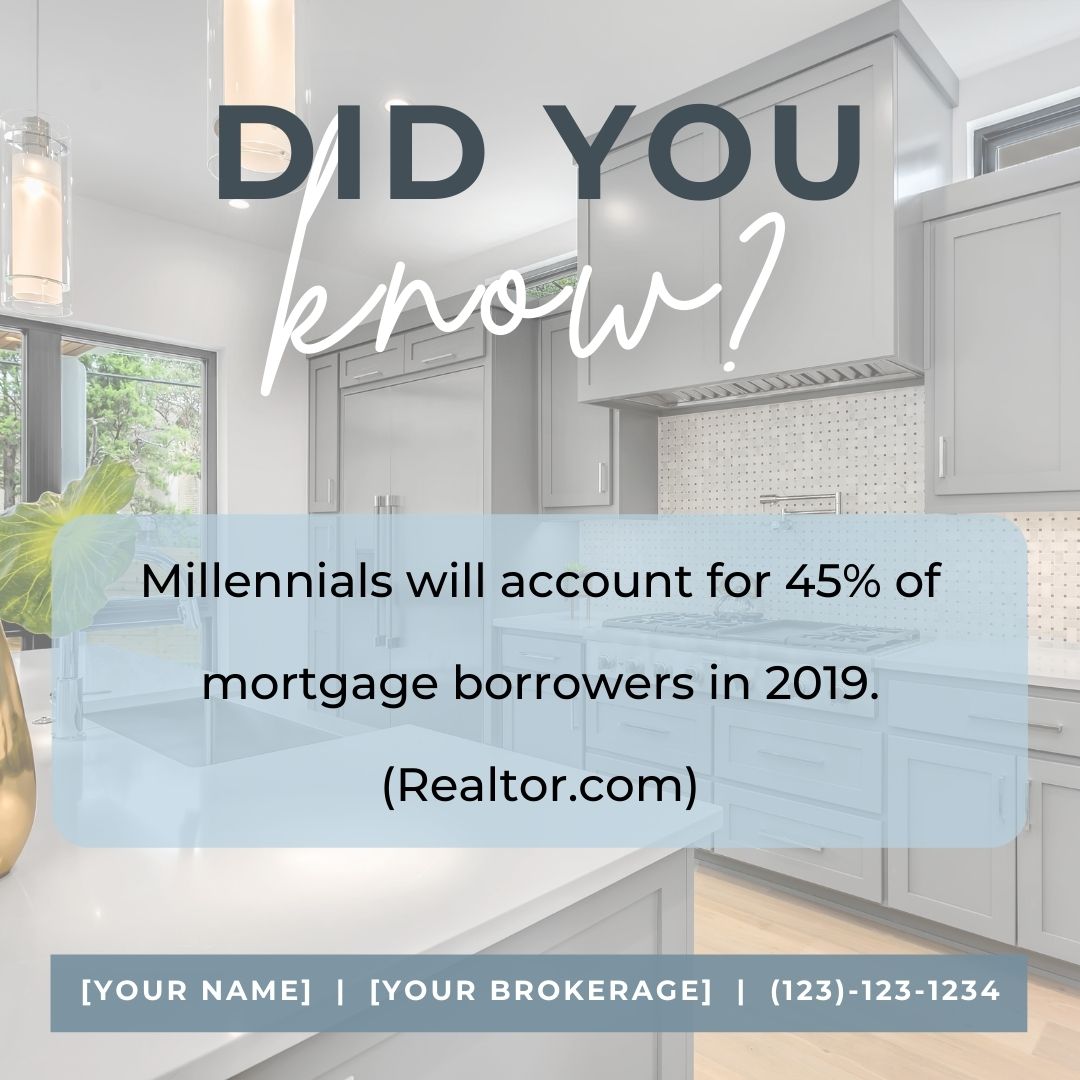 DID YOU
know?
Millennials will account for 45% of
mortgage borrowers in 2019.
(Realtor.com)
[YOUR NAME] | [YOUR BROKERAGE] | (123)-123-1234